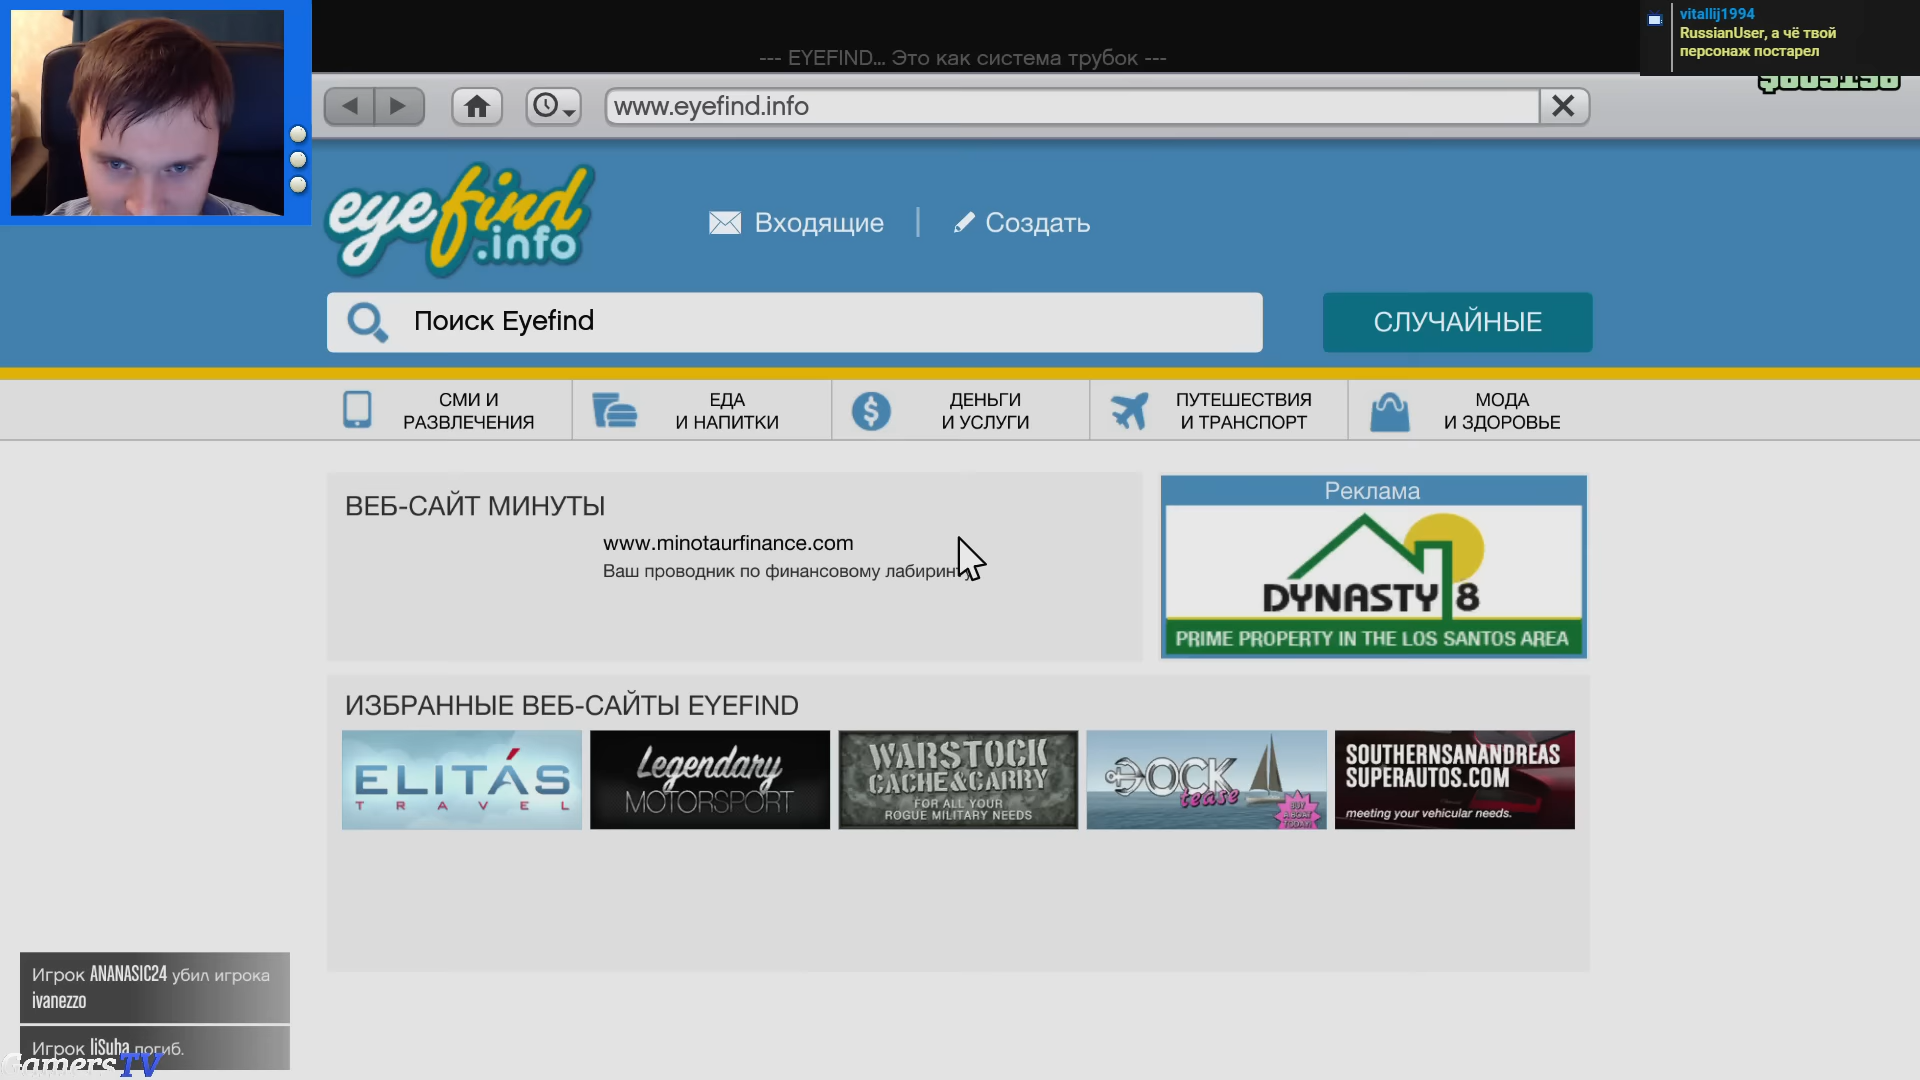 vitallij1994
RussianUser, а чё твой
персонаж постарел
--- EYEFIND... Это как система трубок ---
www.eyefind.info
eyefind
.info
Входящие
Создать
Поиск Eyefind
СЛУЧАЙНЫЕ
СМИ И
РАЗВЛЕЧЕНИЯ
ЕДА
И НАПИТКИ
ДЕНЬГИ
И УСЛУГИ
ПУТЕШЕСТВИЯ
И ТРАНСПОРТ
МОДА
И ЗДОРОВЬЕ
ВЕБ-САЙТ МИНУТЫ
www.minotaurfinance.com
Ваш проводник по финансовому
Реклама
DYNASTY 8
PRIME PROPERTY IN THE LOS SANTOS AREA
ИЗБРАННЫЕ ВЕБ-САЙТЫ EYEFIND
ELITÁS
TRAVEL
Legendary
MOTORSPORT
WARSTOCK
CACHE&CARRY
FOR ALL YOUR
ROGUE MILITARY NEEDS
DOCK
tease
BUY
A BOAT
TODAY!
SOUTHERNSANANDREAS
SUPERAUTOS.COM
meeting your vehicular needs.
Игрок ANANASIC24 убил игрока
ivanezzo
Игрок liSuha погиб.
GamersTV